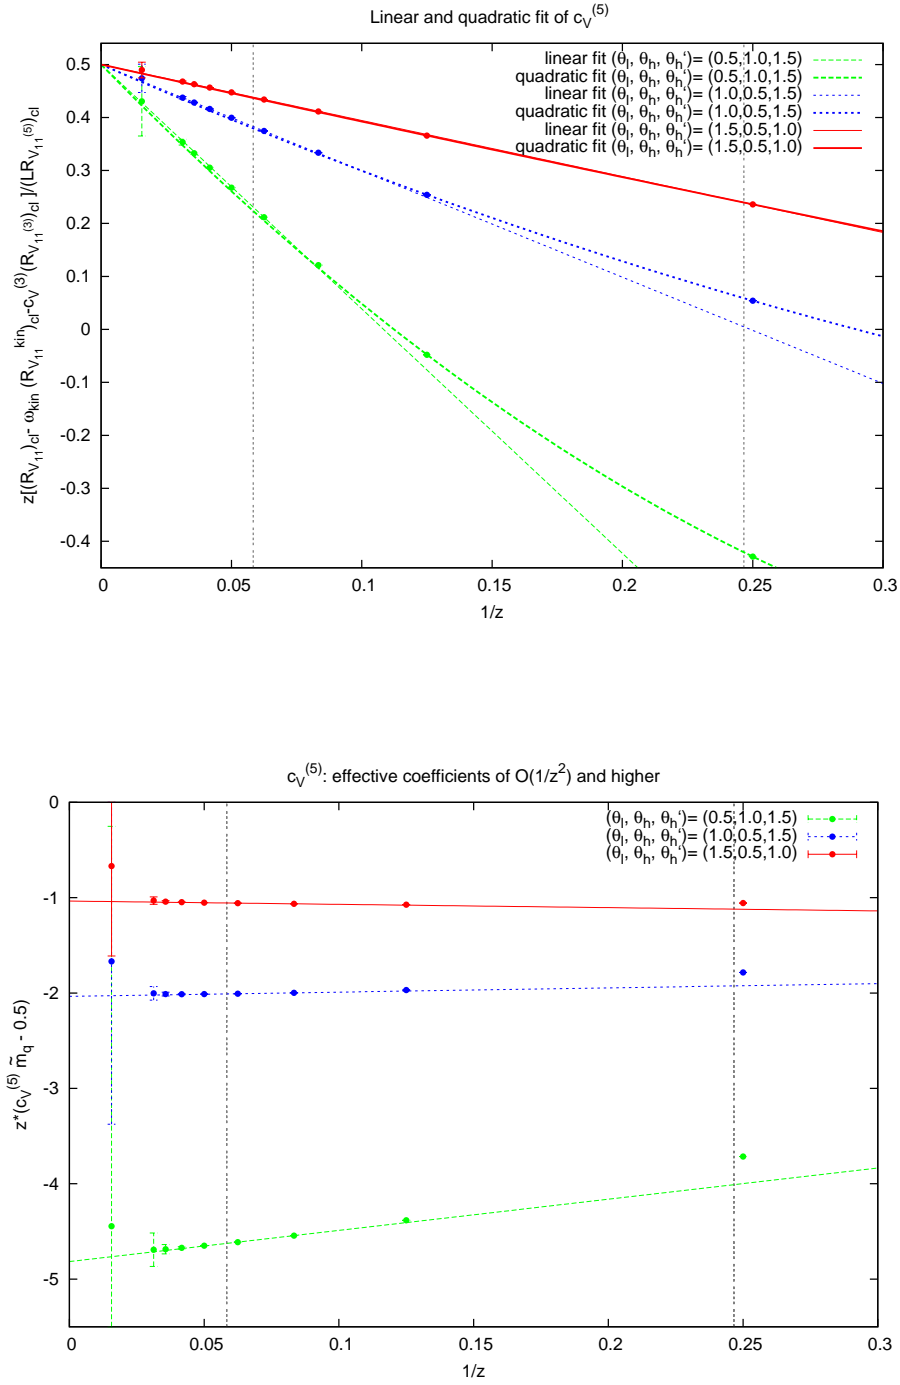 Linear and quadratic fit of c_V^(5)
z[(R_V11)_cl- ω_kin (R_V11^kin)_cl-c_V^(3)(R_V11^(3))_cl ]/(LR_V11^(5))_cl
linear fit (θ_l, θ_h, θ_h‘)= (0.5,1.0,1.5)
quadratic fit (θ_l, θ_h, θ_h‘)= (0.5,1.0,1.5)
linear fit (θ_l, θ_h, θ_h‘)= (1.0,0.5,1.5)
quadratic fit (θ_l, θ_h, θ_h‘)= (1.0,0.5,1.5)
linear fit (θ_l, θ_h, θ_h‘)= (1.5,0.5,1.0)
quadratic fit (θ_l, θ_h, θ_h‘)= (1.5,0.5,1.0)
0.5
0.4
0.3
0.2
0.1
0
-0.1
-0.2
-0.3
-0.4
0 0.05 0.1 0.15 0.2 0.25 0.3
1/z
c_V^(5): effective coefficients of O(1/z^2) and higher
z*(c_V^(5) m̃_q - 0.5)
(θ_l, θ_h, θ_h‘)= (0.5,1.0,1.5)
(θ_l, θ_h, θ_h‘)= (1.0,0.5,1.5)
(θ_l, θ_h, θ_h‘)= (1.5,0.5,1.0)
0
-1
-2
-3
-4
-5
0 0.05 0.1 0.15 0.2 0.25 0.3
1/z